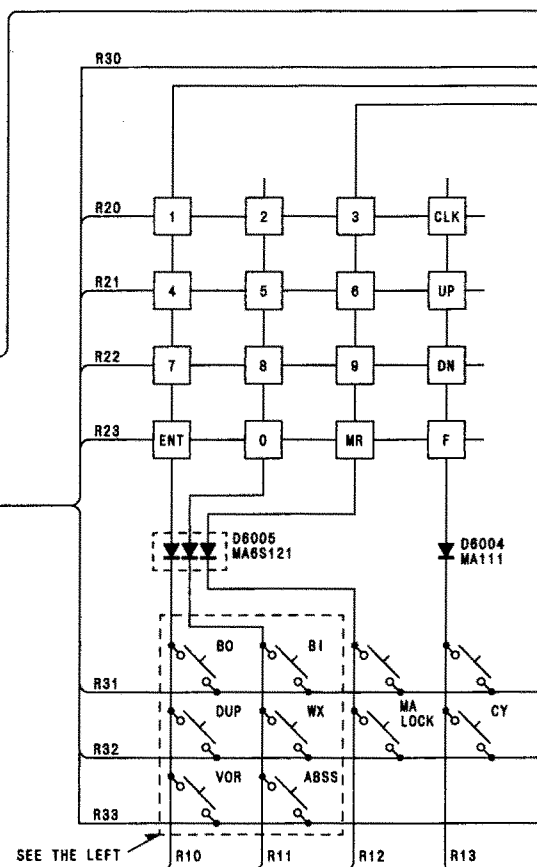 R30
R20 1 2 3 CLK
R21 4 5 6 UP
R22 7 8 9 DN
R23 ENT 0 MR F
D6005
MA6S121
D6004
MA111
BO BI
R31
DUP WX MA
LOCK CY
R32
VOR ABSS
R33
SEE THE LEFT R10 R11 R12 R13